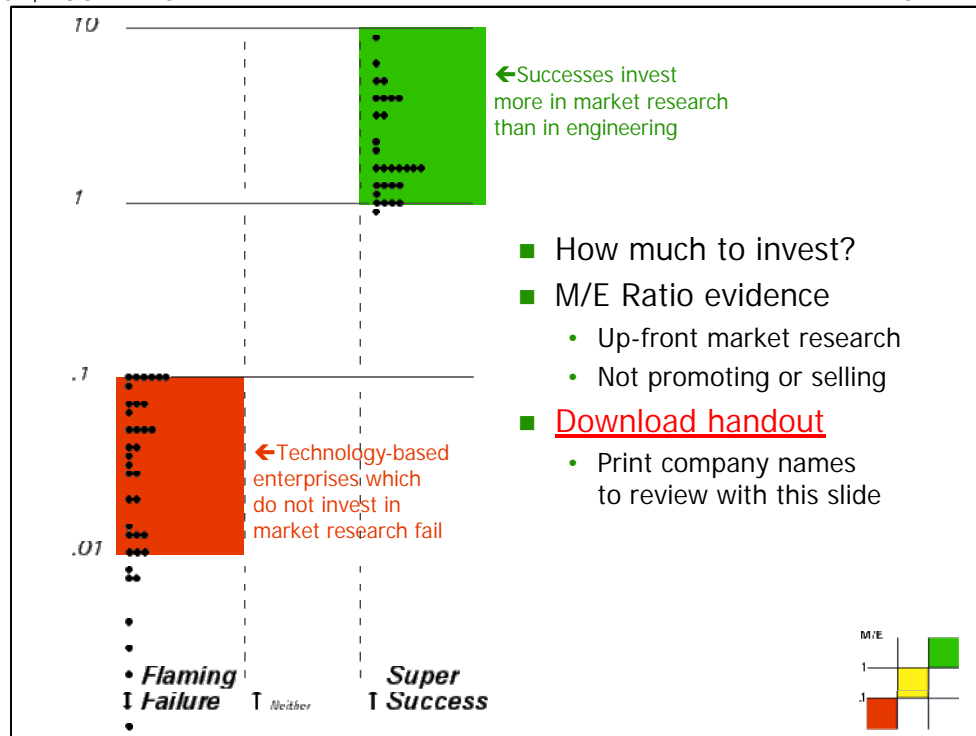 10
←Successes invest
more in market research
than in engineering
1
■ How much to invest?
■ M/E Ratio evidence
• Up-front market research
• Not promoting or selling
.1
■ Download handout
←Technology-based
enterprises which
do not invest in
market research fail
• Print company names
to review with this slide
.01
M/E
1
.1
Flaming
Failure
↑ Neither
Super
↑ Success